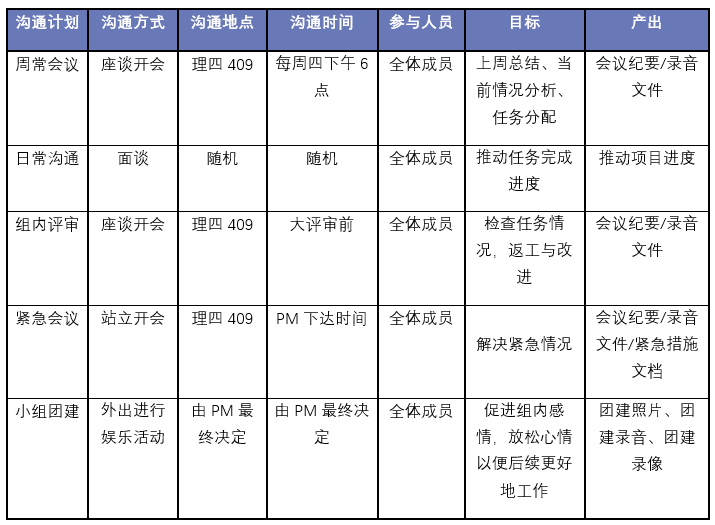 沟通计划 沟通方式 沟通地点 沟通时间 参与人员 目标 产出
周常会议 座谈开会 理四 409 每周四下午 6 全体成员 上周总结、当 会议纪要/录音
点 前情况分析、 文件
任务分配
日常沟通 面谈 随机 随机 全体成员 推动任务完成 推动项目进度
进度
组内评审 座谈开会 理四 409 大评审前 全体成员 检查任务情 会议纪要/录音
况，返工与改 文件
进
紧急会议 站立开会 理四 409 PM 下达时间 全体成员 会议纪要/录音
解决紧急情况 文件/紧急措施
文档
小组团建 外出进行 由 PM 最 由 PM 最终决 全体成员 促进组内感 团建照片、团
娱乐活动 终决定 定 情，放松心情 建录音、团建
以便后续更好 录像
地工作